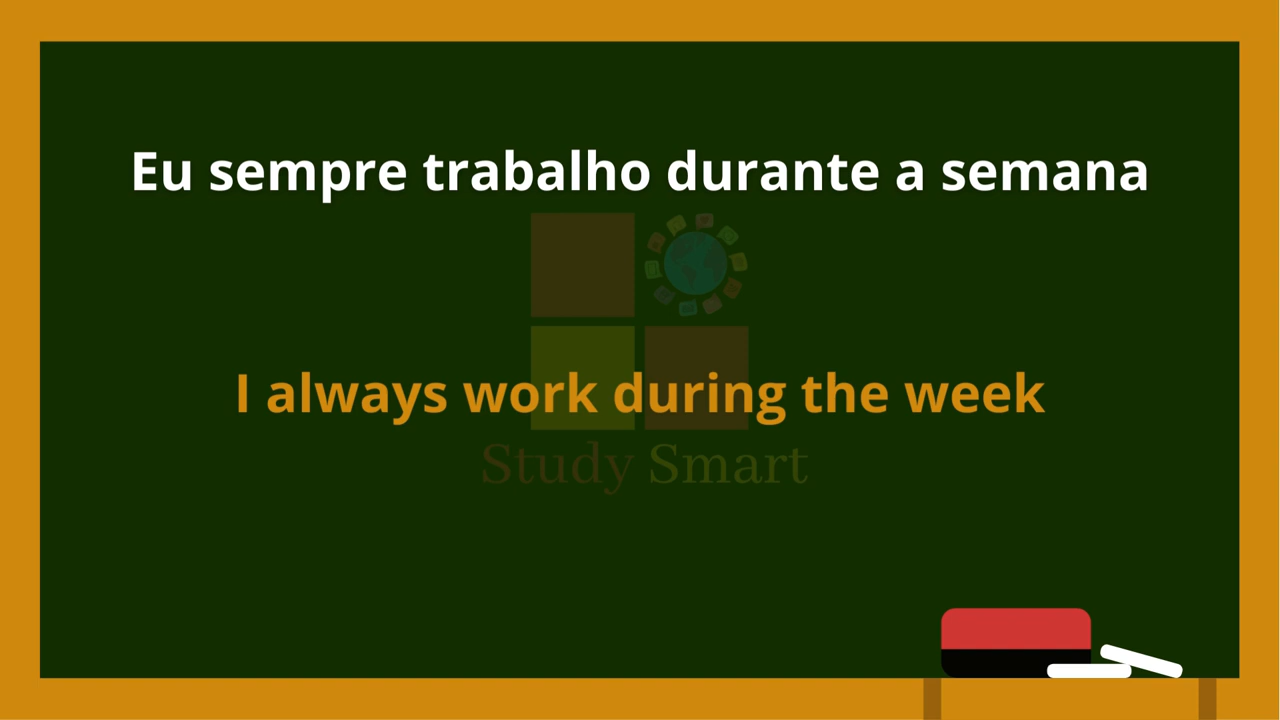 Eu sempre trabalho durante a semana
I always work during the week
Study Smart